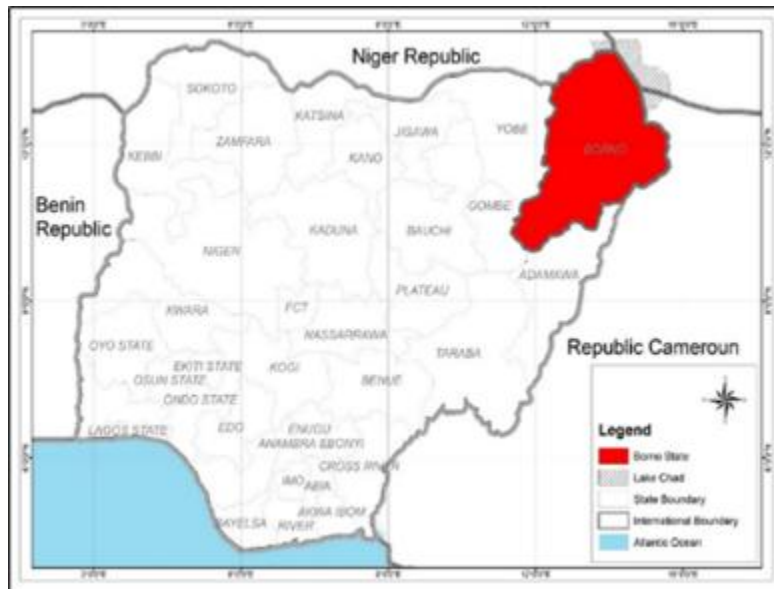 Niger Republic
SOKOTO
KATSINA
JIGAWA
YOBE
ZAMFARA
KEBBI
KANO
BORNO
Benin
Republic
GOMBE
KADUNA
BAUCHI
NIGER
ADAMAWA
PLATEAU
KWARA
FCT
NASSARRAWA
OYO STATE
TARABA
Republic Cameroun
EKITI STATE
KOGI
OSUN STATE
BENUE
ONDO STATE
LAGOS STATE
EDO
ENUGU
ANAMBRA EBONYI
CROSS RIVER
IMO
ABIA
AKWA IBOM
BAYELSA
RIVER
Legend
Borno State
Lake Chad
State Boundary
International Boundary
Atlantic Ocean